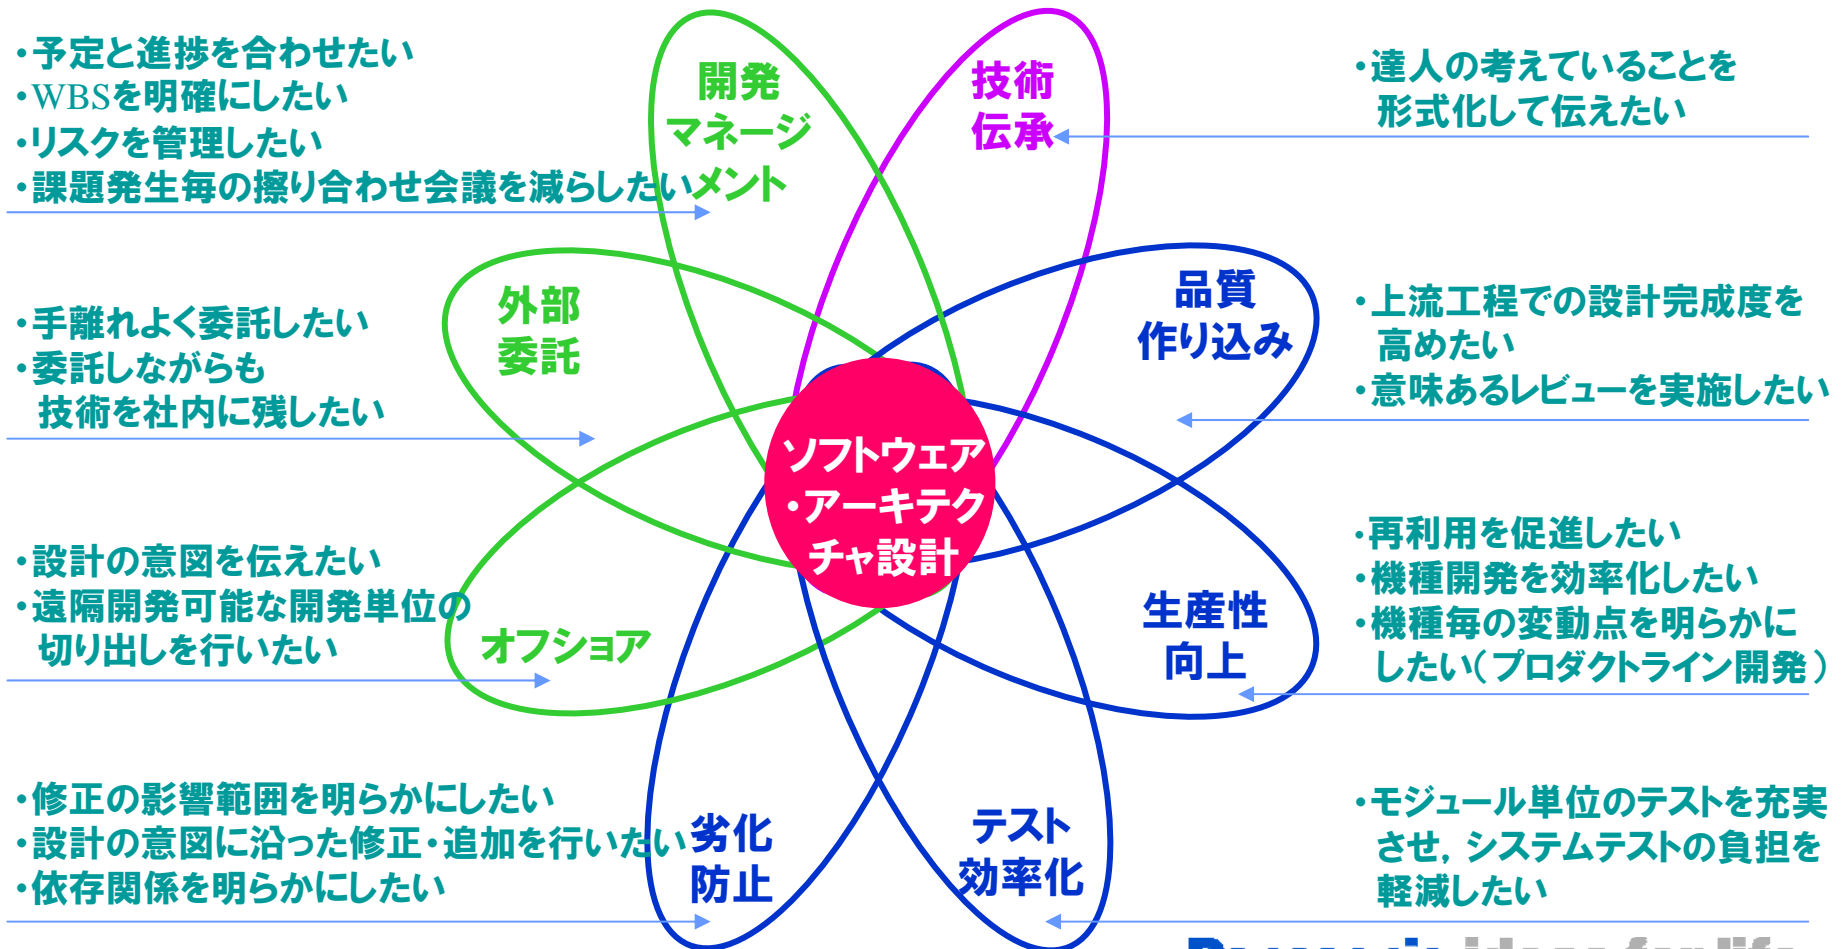 ・予定と進捗を合わせたい
・WBSを明確にしたい
・リスクを管理したい
・課題発生毎の擦り合わせ会議を減らしたい
開発
マネージ
メント
技術
伝承
・達人の考えていることを
形式化して伝えたい
・手離れよく委託したい
・委託しながらも
技術を社内に残したい
外部
委託
品質
作り込み
・上流工程での設計完成度を
高めたい
・意味あるレビューを実施したい
ソフトウェア
・アーキテク
チャ設計
・設計の意図を伝えたい
・遠隔開発可能な開発単位の
切り出しを行いたい
オフショア
生産性
向上
・再利用を促進したい
・機種開発を効率化したい
・機種毎の変動点を明らかに
したい(プロダクトライン開発)
・修正の影響範囲を明らかにしたい
・設計の意図に沿った修正・追加を行いたい
・依存関係を明らかにしたい
劣化
防止
テスト
効率化
・モジュール単位のテストを充実
させ,システムテストの負担を
軽減したい